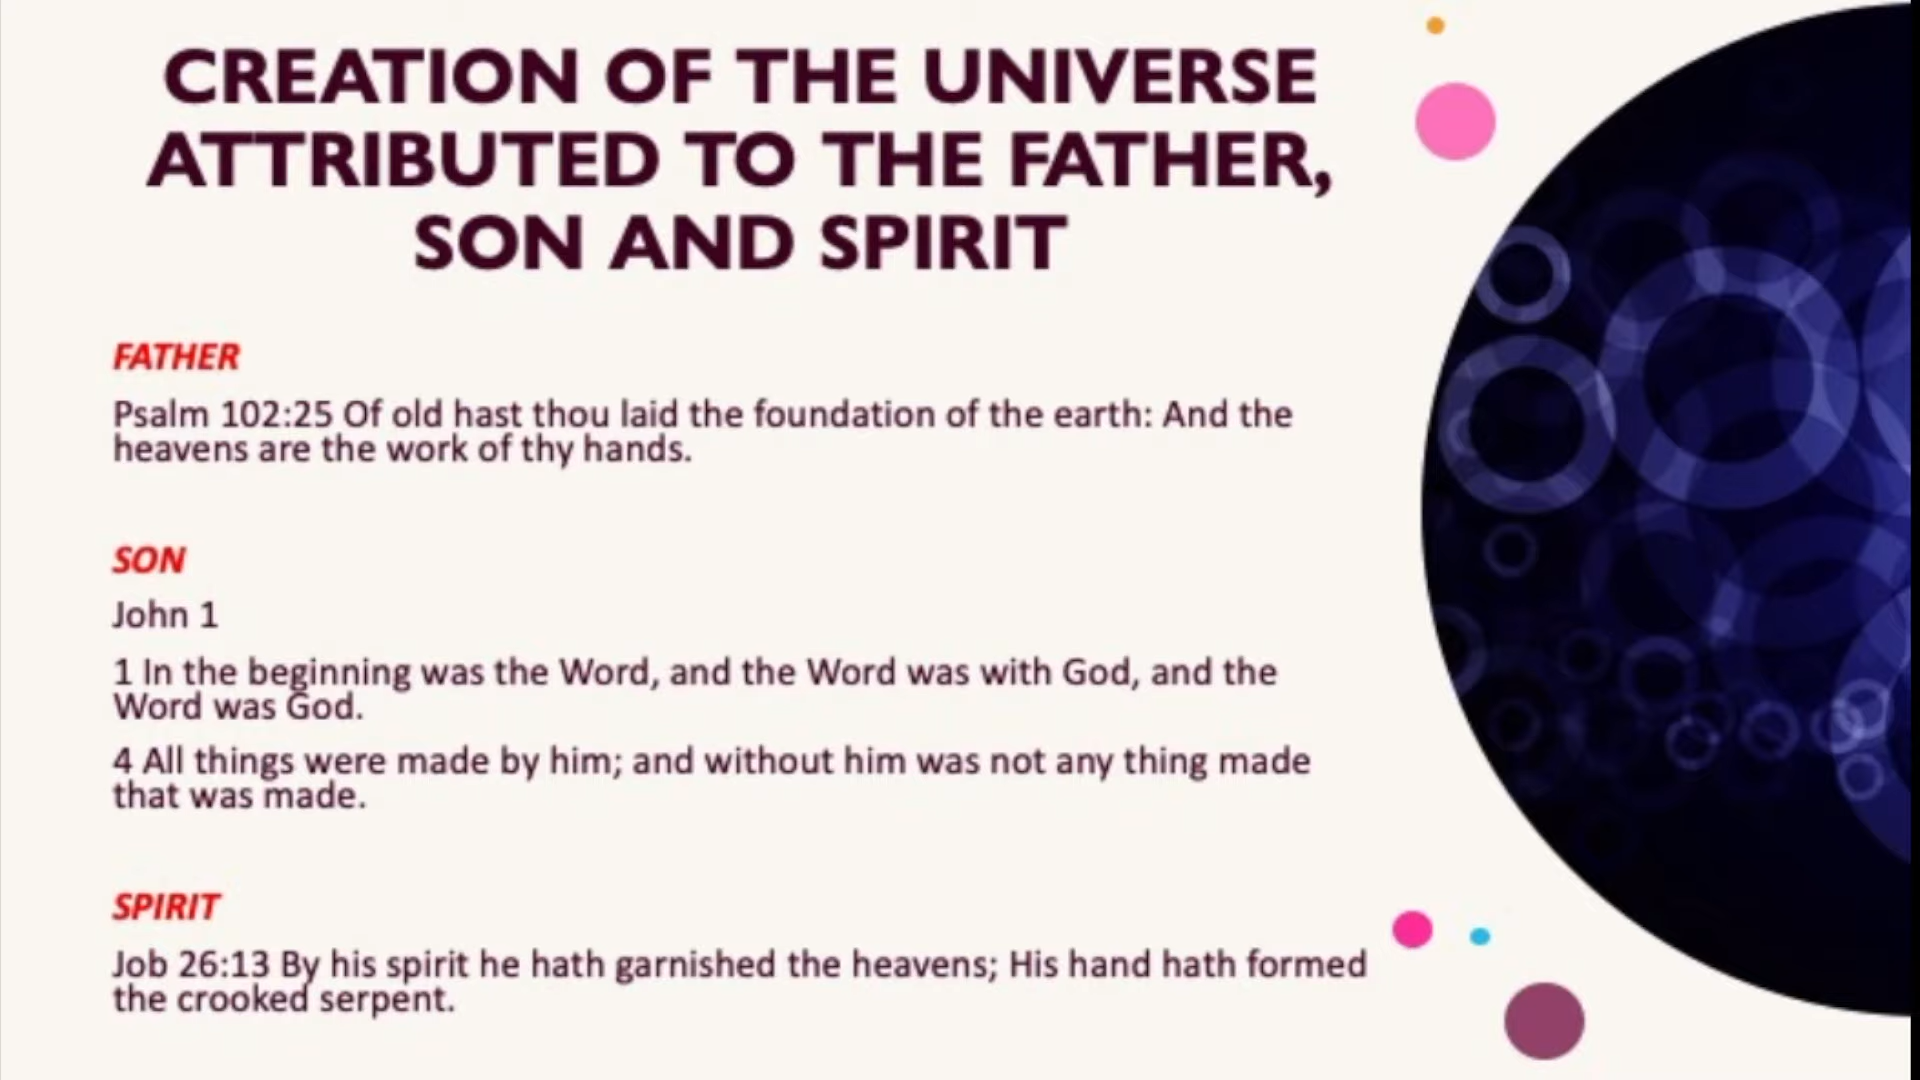 CREATION OF THE UNIVERSE
ATTRIBUTED TO THE FATHER,
SON AND SPIRIT
FATHER
Psalm 102:25 Of old hast thou laid the foundation of the earth: And the
heavens are the work of thy hands.
SON
John 1
1 In the beginning was the Word, and the Word was with God, and the
Word was God.
4 All things were made by him; and without him was not any thing made
that was made.
SPIRIT
Job 26:13 By his spirit he hath garnished the heavens; His hand hath formed
the crooked serpent.